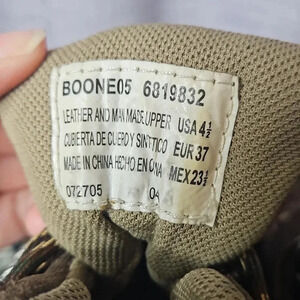 BOONE05 6819832
LEATHER AND MAN MADE UPPER USA 4½
CUBIERTA DE CUERO Y SINTETICO EUR 37
MADE IN CHINA HECHO EN CHINA MEX 23½
072705 04